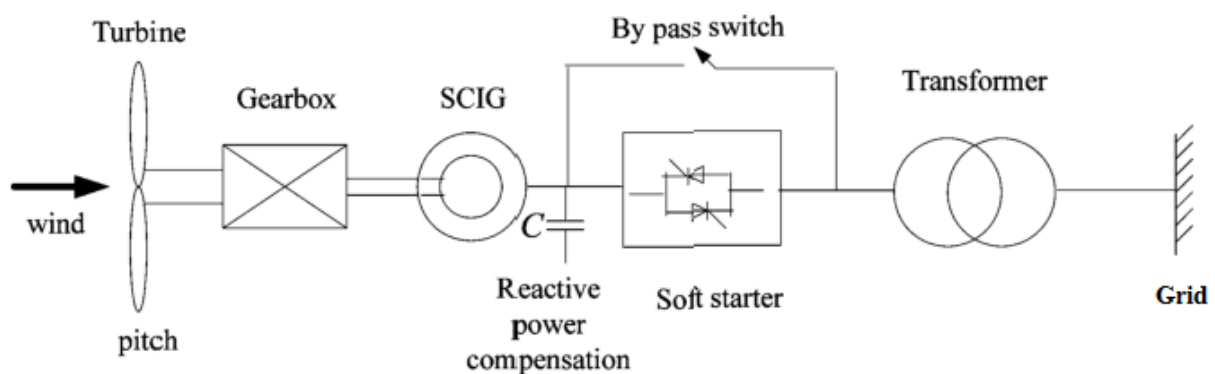 Turbine
Gearbox
SCIG
By pass switch
Transformer
wind
pitch
C
Reactive
power
compensation
Soft starter
Grid